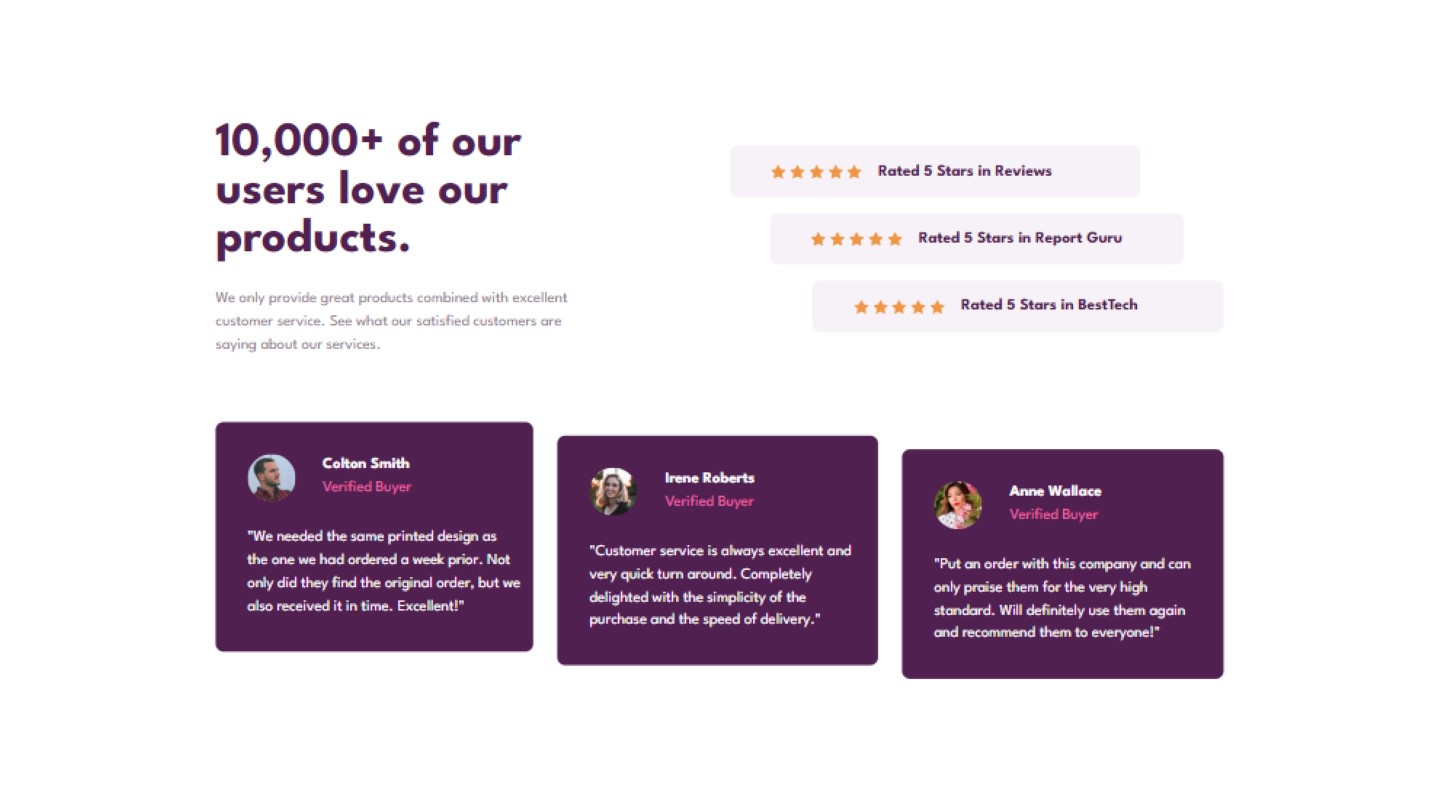 10,000+ of our
users love our
products.
We only provide great products combined with excellent
customer service. See what our satisfied customers are
saying about our services.
Rated 5 Stars in Reviews
Rated 5 Stars in Report Guru
Rated 5 Stars in BestTech
Colton Smith
Verified Buyer
"We needed the same printed design as
the one we had ordered a week prior. Not
only did they find the original order, but we
also received it in time. Excellent!"
Irene Roberts
Verified Buyer
"Customer service is always excellent and
very quick turn around. Completely
delighted with the simplicity of the
purchase and the speed of delivery."
Anne Wallace
Verified Buyer
"Put an order with this company and can
only praise them for the very high
standard. Will definitely use them again
and recommend them to everyone!"